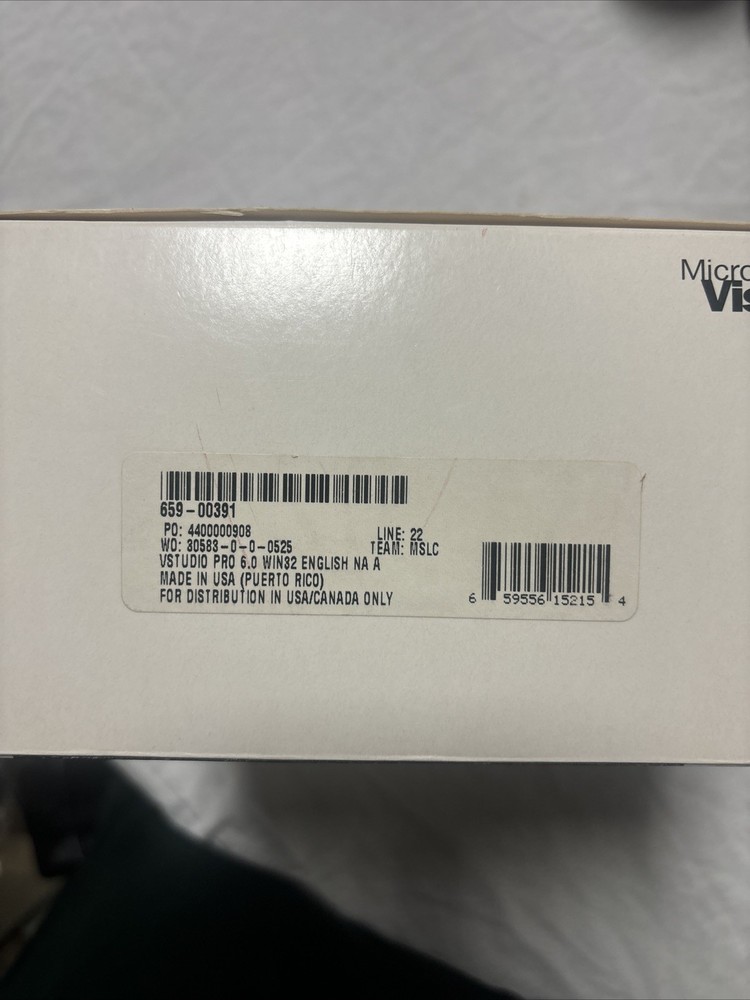 Micro
Vis
659-00391
PO: 4400000908 LINE: 22
WO: 30583-0-0-0525 TEAM: MSLC
VSTUDIO PRO 6.0 WIN32 ENGLISH NA A
MADE IN USA (PUERTO RICO)
FOR DISTRIBUTION IN USA/CANADA ONLY
6 59556 15215 4